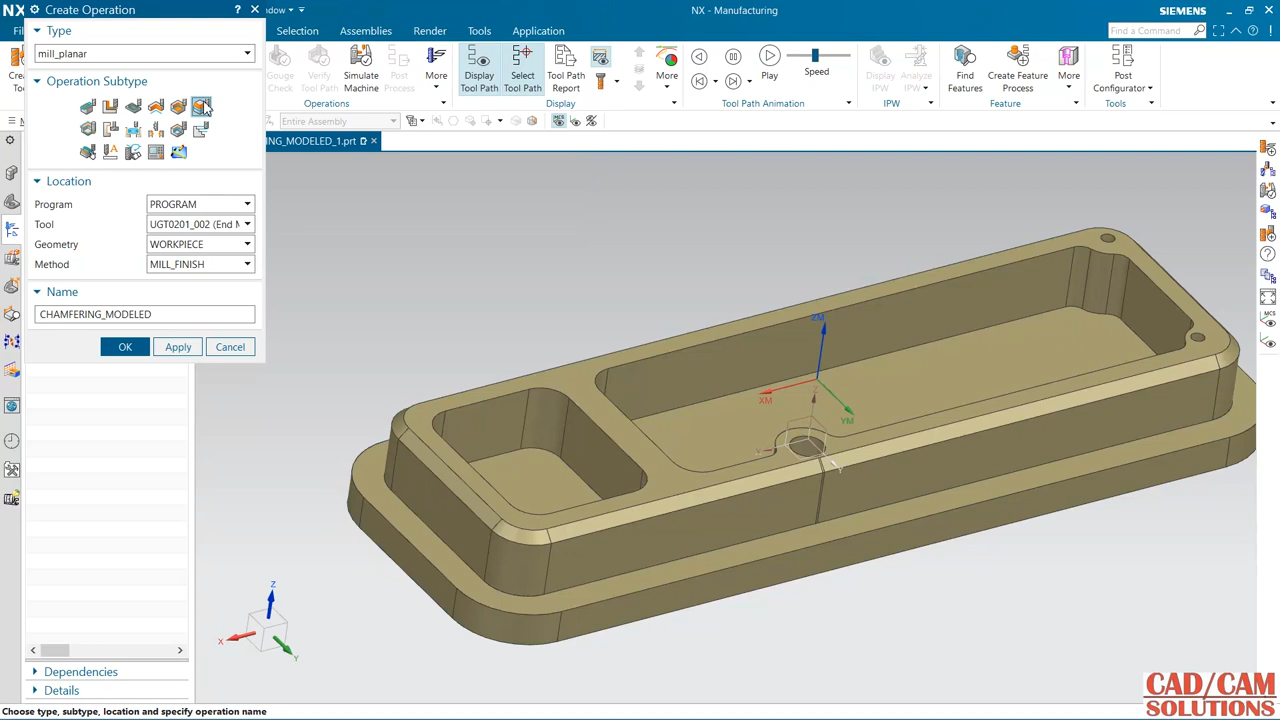 NX
Create Operation
?
Window
NX - Manufacturing
SIEMENS
Type
mill_planar
Operation Subtype
Location
Program PROGRAM
Tool UGT0201_002 (End M
Geometry WORKPIECE
Method MILL_FINISH
Name
CHAMFERING_MODELED
OK Apply Cancel
Selection Assemblies Render Tools Application
Find a Command
Gouge Check
Verify Tool Path
Simulate Machine
Post Process
More
Operations
Display Tool Path
Select Tool Path
Tool Path Report
More
Display
Play
Speed
Tool Path Animation
Display IPW
Analyze IPW
IPW
Find Features
Create Feature Process
More
Feature
Post Configurator
Tools
Entire Assembly
ING_MODELED_1.prt
ZM
XM
YM
Z
Y
Z
X
Y
MCS
Dependencies
Details
Choose type, subtype, location and specify operation name
CAD/CAM
SOLUTIONS